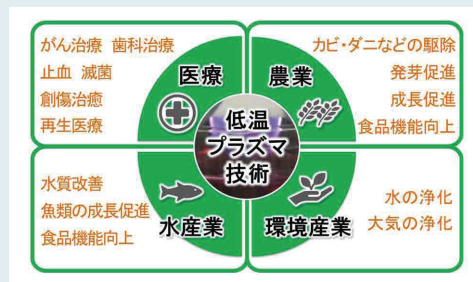 がん治療 歯科治療
止血 滅菌
創傷治癒
再生医療
医療
農業
カビ・ダニなどの駆除
発芽促進
成長促進
食品機能向上
低温
プラズマ
技術
水質改善
魚類の成長促進
食品機能向上
水産業
環境産業
水の浄化
大気の浄化